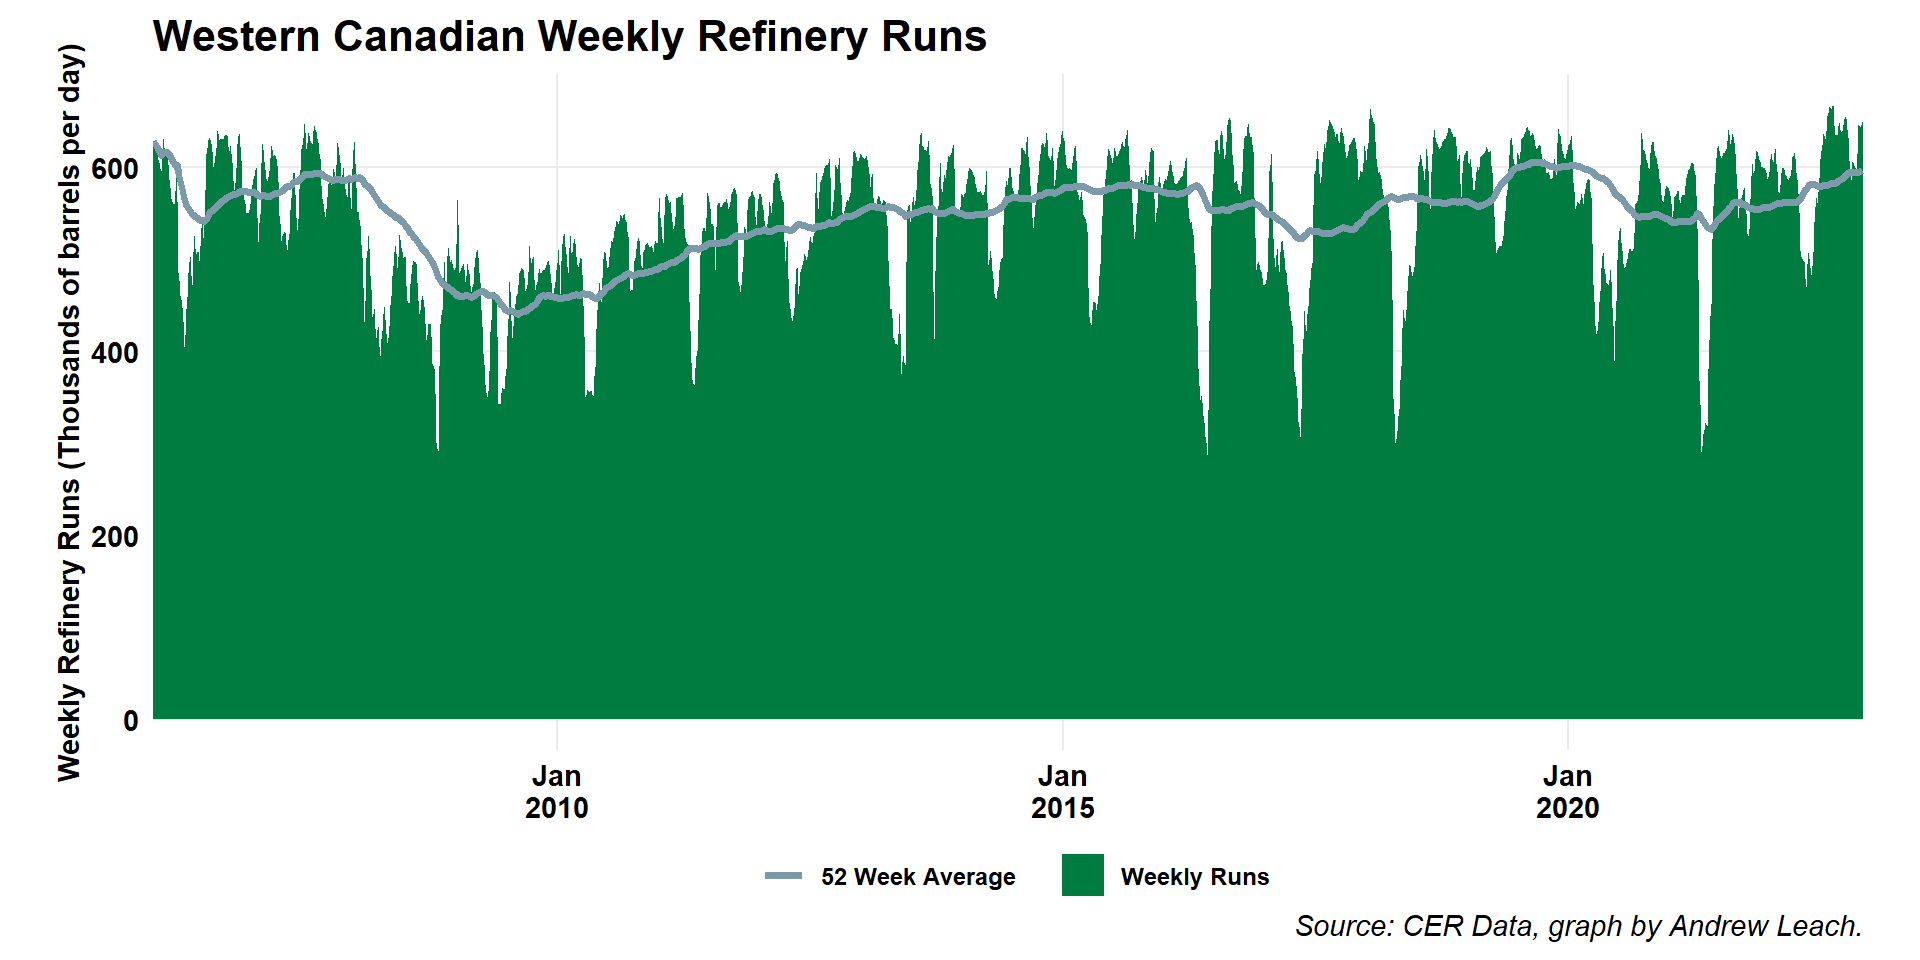 Western Canadian Weekly Refinery Runs
Weekly Refinery Runs (Thousands of barrels per day)
600
400
200
0
Jan
2010
Jan
2015
Jan
2020
52 Week Average
Weekly Runs
Source: CER Data, graph by Andrew Leach.